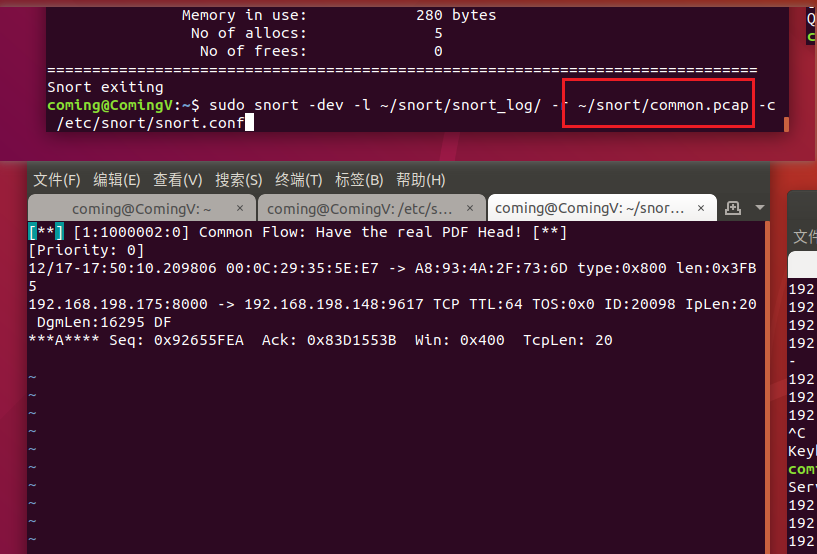 Memory in use: 280 bytes
No of allocs: 5
No of frees: 0
===============================================================================
Snort exiting
coming@ComingV:~$ sudo snort -dev -l ~/snort/snort_log/ -r ~/snort/common.pcap -c
/etc/snort/snort.conf
文件(F) 编辑(E) 查看(V) 搜索(S) 终端(T) 标签(B) 帮助(H)
coming@ComingV: ~ × coming@ComingV: /etc/s... × coming@ComingV: ~/snor... ×
[**] [1:1000002:0] Common Flow: Have the real PDF Head! [**]
[Priority: 0]
12/17-17:50:10.209806 00:0C:29:35:5E:E7 -> A8:93:4A:2F:73:6D type:0x800 len:0x3FB
5
192.168.198.175:8000 -> 192.168.198.148:9617 TCP TTL:64 TOS:0x0 ID:20098 IpLen:20
DgmLen:16295 DF
***A**** Seq: 0x92655FEA Ack: 0x83D1553B Win: 0x400 TcpLen: 20
~
~
~
~
~
~
~
~
~
~
文件
192
192
192
192
-
192
192
192
^C
Key
com
Ser
192
192
192